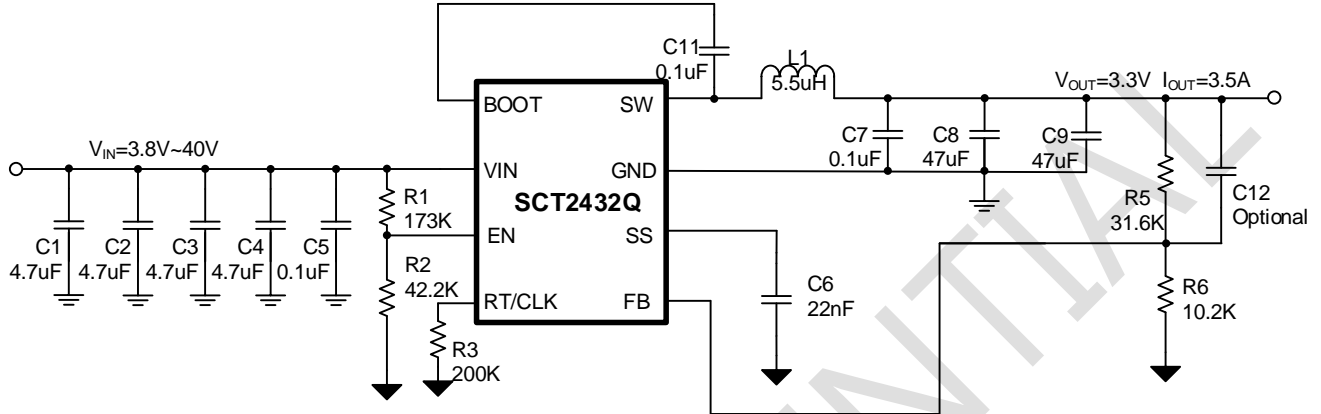 C11
0.1uF
L1
5.5uH
VOUT=3.3V IOUT=3.5A
BOOT
SW
C7
0.1uF
C8
47uF
C9
47uF
VIN=3.8V~40V
VIN
GND
C12
Optional
R1
173K
SCT2432Q
R5
31.6K
C1
4.7uF
C2
4.7uF
C3
4.7uF
C4
4.7uF
C5
0.1uF
EN
SS
R2
42.2K
C6
22nF
R6
10.2K
RT/CLK
FB
R3
200K
NTIAL